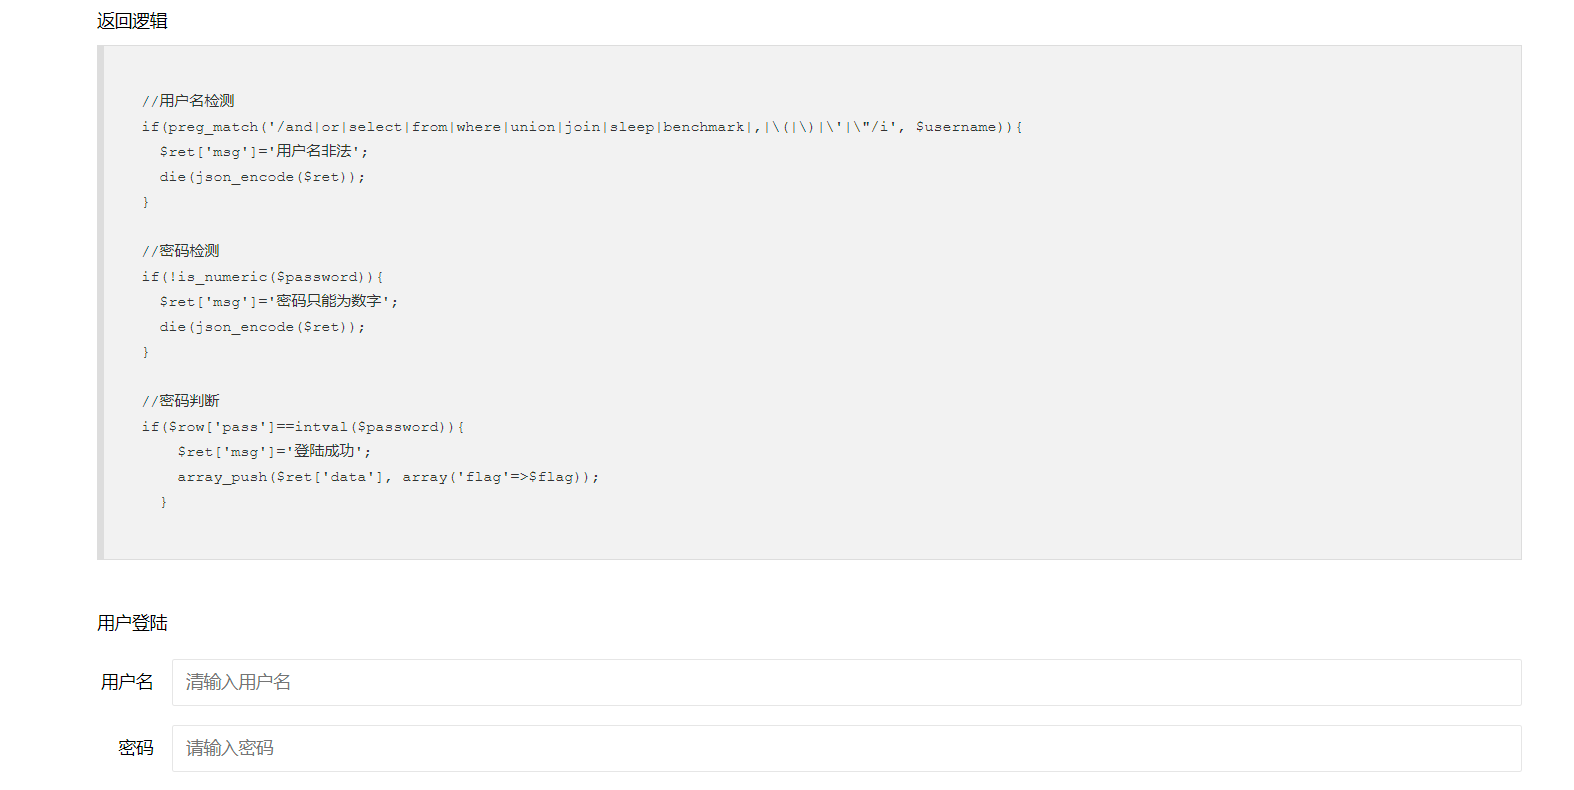 返回逻辑
//用户名检测
if(preg_match('/and|or|select|from|where|union|join|sleep|benchmark|,|\(|\)|\'|\"/i', $username)){
$ret['msg']='用户名非法';
die(json_encode($ret));
}
//密码检测
if(!is_numeric($password)){
$ret['msg']='密码只能为数字';
die(json_encode($ret));
}
//密码判断
if($row['pass']==intval($password)){
$ret['msg']='登陆成功';
array_push($ret['data'], array('flag'=>$flag));
}
用户登陆
用户名 清输入用户名
密码 请输入密码